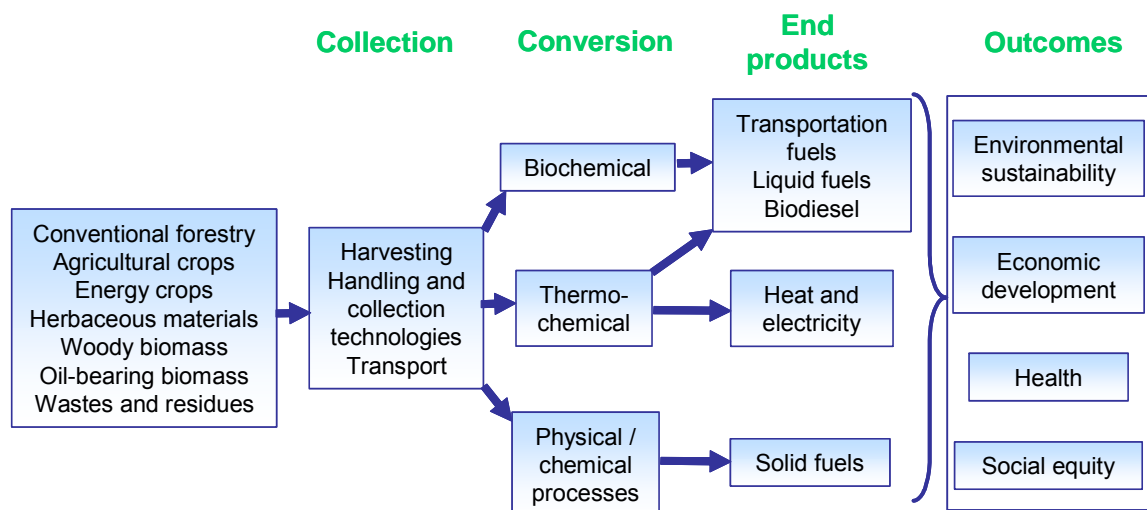 Collection
Conversion
End
products
Outcomes
Conventional forestry
Agricultural crops
Energy crops
Herbaceous materials
Woody biomass
Oil-bearing biomass
Wastes and residues
Harvesting
Handling and
collection
technologies
Transport
Biochemical
Thermo-
chemical
Physical /
chemical
processes
Transportation
fuels
Liquid fuels
Biodiesel
Heat and
electricity
Solid fuels
Environmental
sustainability
Economic
development
Health
Social equity